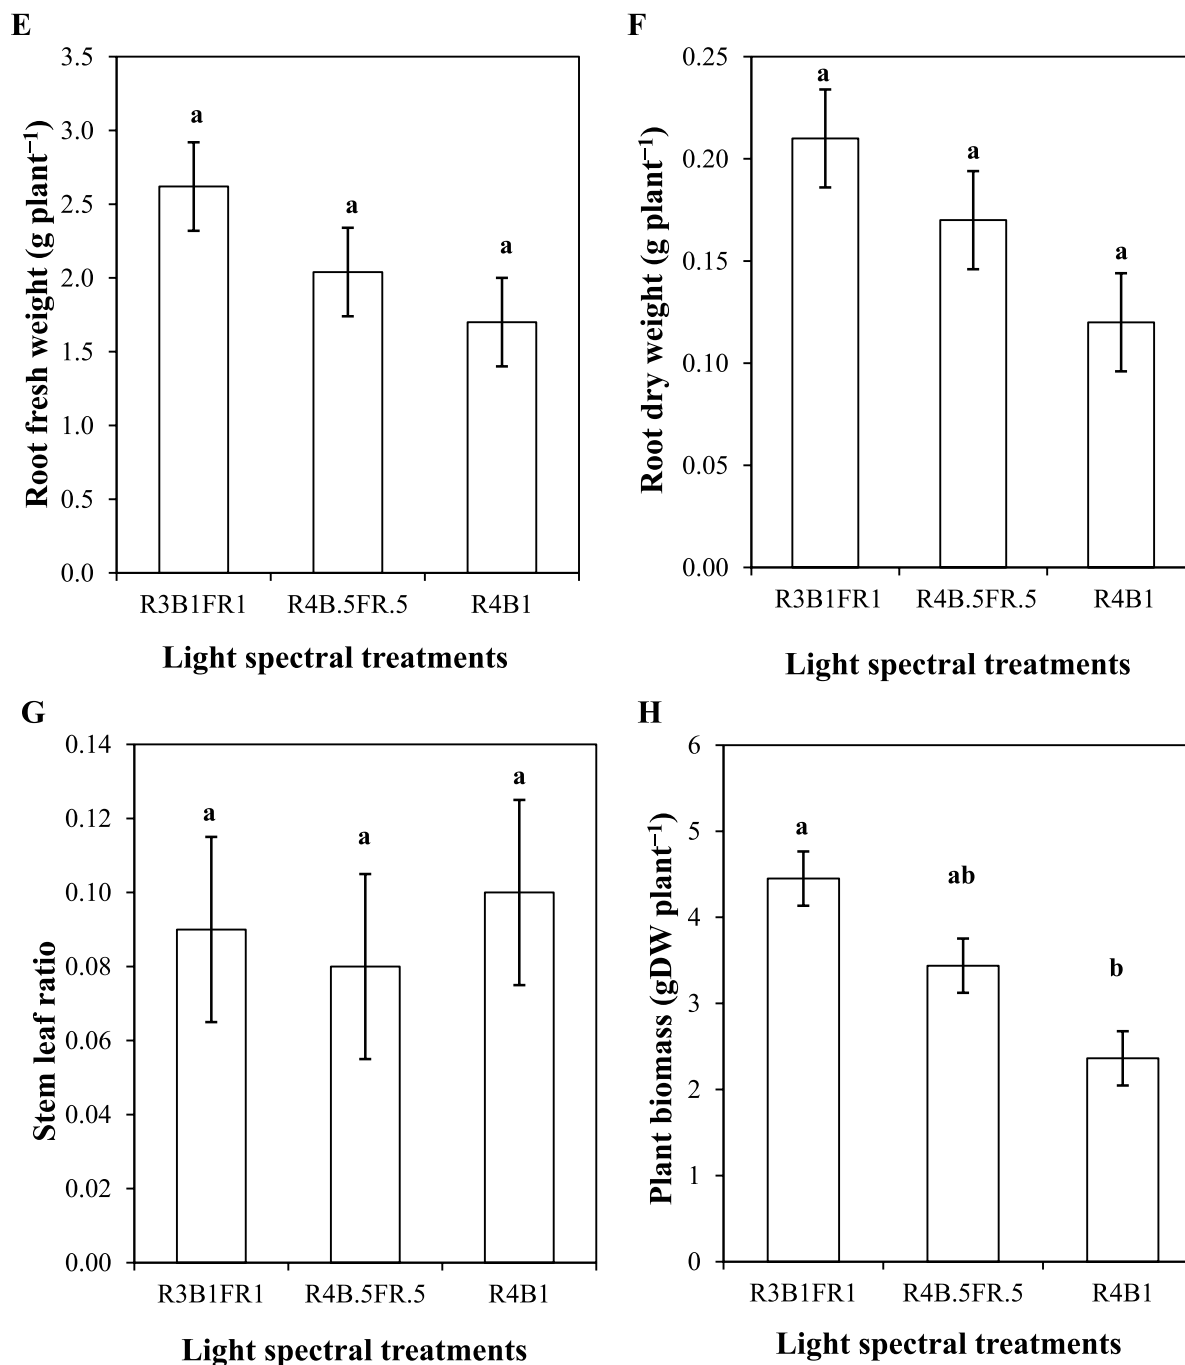 E
Root fresh weight (g plant⁻¹)
3.5
3.0
2.5
2.0
1.5
1.0
0.5
0.0
a
a
a
R3B1FR1 R4B.5FR.5 R4B1
Light spectral treatments
F
Root dry weight (g plant⁻¹)
0.25
0.20
0.15
0.10
0.05
0.00
a
a
a
R3B1FR1 R4B.5FR.5 R4B1
Light spectral treatments
G
Stem leaf ratio
0.14
0.12
0.10
0.08
0.06
0.04
0.02
0.00
a
a
a
R3B1FR1 R4B.5FR.5 R4B1
Light spectral treatments
H
Plant biomass (gDW plant⁻¹)
6
5
4
3
2
1
0
a
ab
b
R3B1FR1 R4B.5FR.5 R4B1
Light spectral treatments